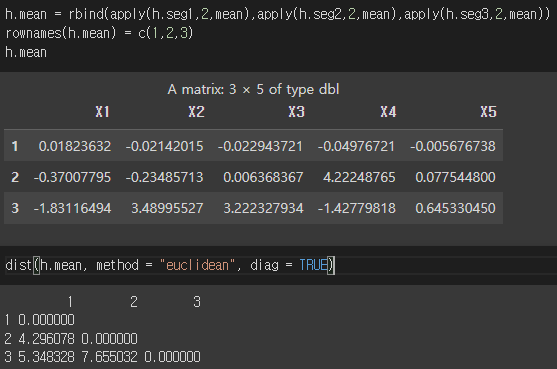 h.mean = rbind(apply(h.seg1,2,mean),apply(h.seg2,2,mean),apply(h.seg3,2,mean))
rownames(h.mean) = c(1,2,3)
h.mean
A matrix: 3 × 5 of type dbl
X1 X2 X3 X4 X5
1 0.01823632 -0.02142015 -0.022943721 -0.04976721 -0.005676738
2 -0.37007795 -0.23485713 0.006368367 4.22248765 0.077544800
3 -1.83116494 3.48995527 3.222327934 -1.42779818 0.645330450
dist(h.mean, method = "euclidean", diag = TRUE)
1 2 3
1 0.000000
2 4.296078 0.000000
3 5.348328 7.655032 0.000000